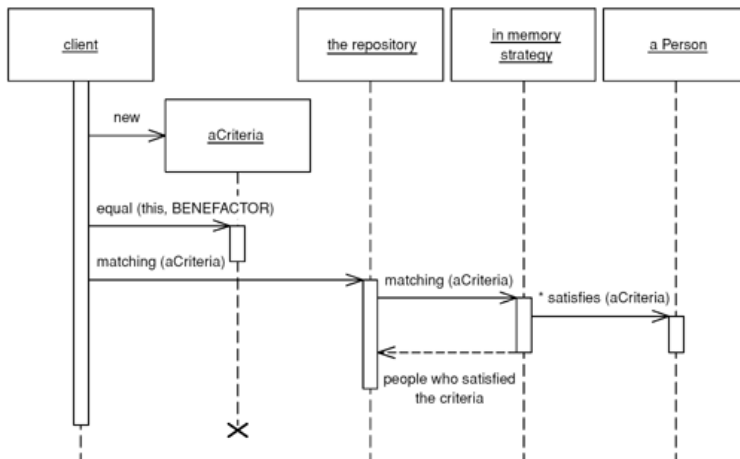 client
the repository
in memory
strategy
a Person
new
aCriteria
equal (this, BENEFACTOR)
matching (aCriteria)
matching (aCriteria)
* satisfies (aCriteria)
people who satisfied
the criteria